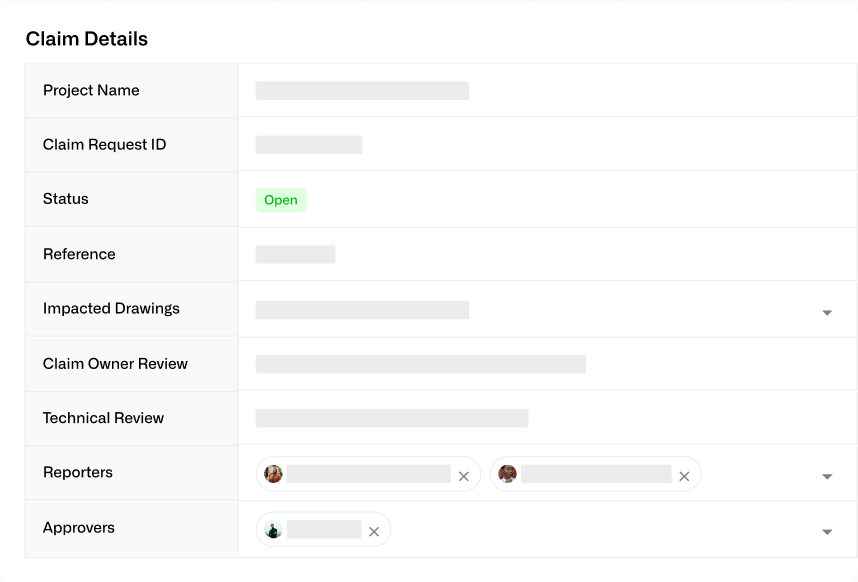 Claim Details
Project Name
Claim Request ID
Status
Open
Reference
Impacted Drawings
Claim Owner Review
Technical Review
Reporters
Approvers